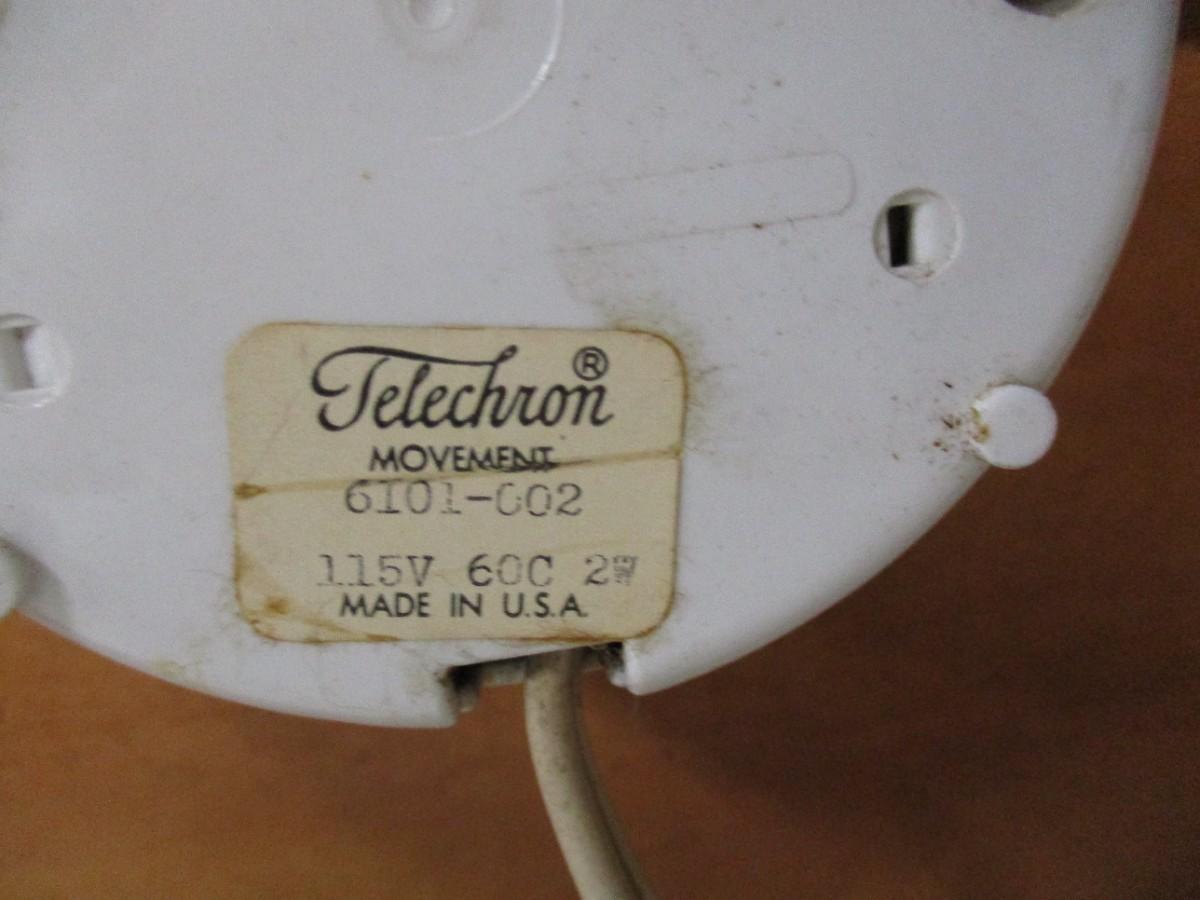 Telechron®
MOVEMENT
6101-002
115V 60C 2W
MADE IN U.S.A.